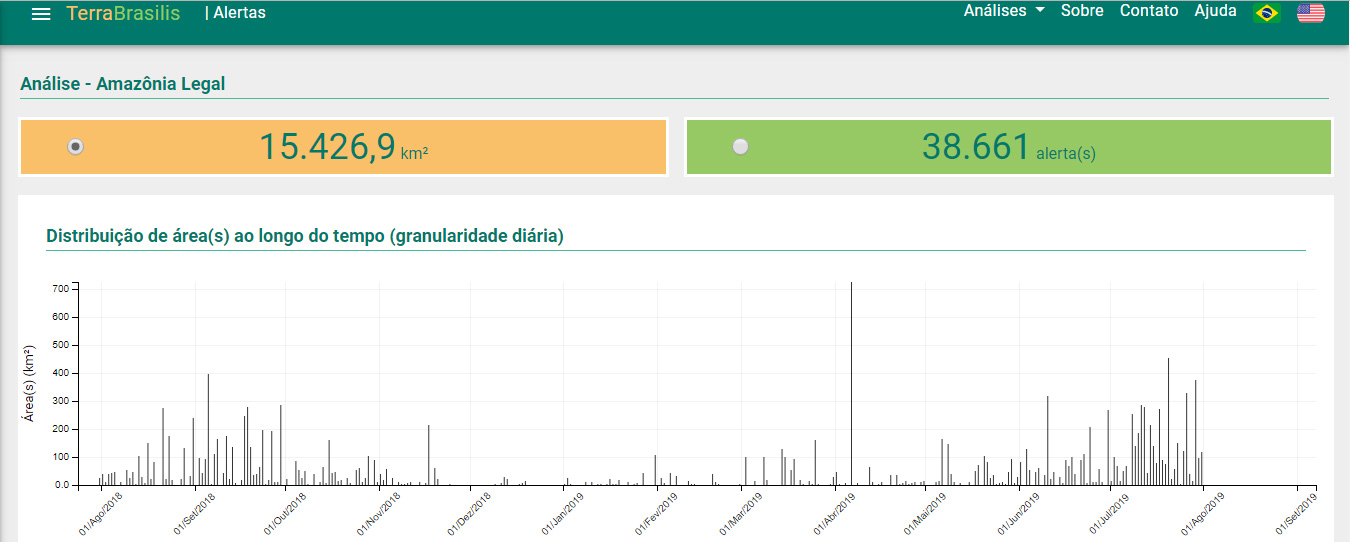 TerraBrasilis | Alertas Análises Sobre Contato Ajuda
Análise - Amazônia Legal
15.426,9 km² 38.661 alerta(s)
Distribuição de área(s) ao longo do tempo (granularidade diária)
Área(s) (km²)
700
600
500
400
300
200
100
0.0
01/Ago/2018 01/Set/2018 01/Out/2018 01/Nov/2018 01/Dez/2018 01/Jan/2019 01/Fev/2019 01/Mar/2019 01/Abr/2019 01/Mai/2019 01/Jun/2019 01/Jul/2019 01/Ago/2019 01/Set/2019